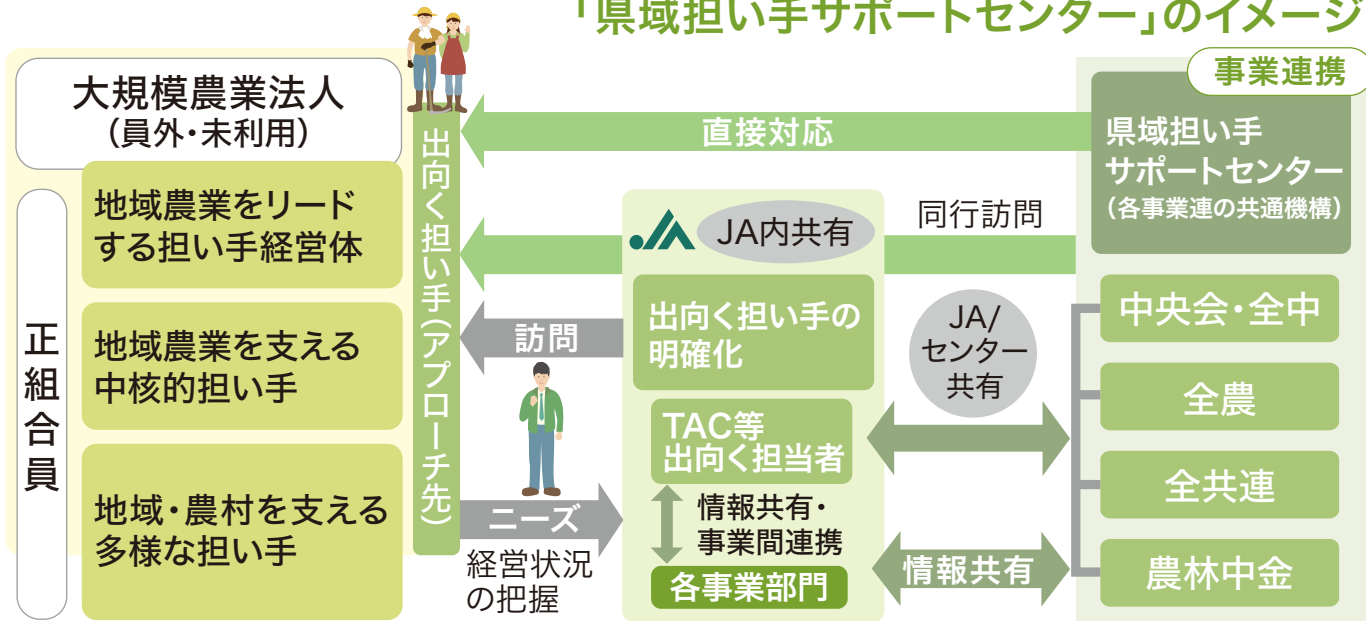 「県域担い手サポートセンター」のイメージ
大規模農業法人
(員外・未利用)
正組合員
地域農業をリード
する担い手経営体
地域農業を支える
中核的担い手
地域・農村を支える
多様な担い手
出向く担い手(アプローチ先)
直接対応
同行訪問
訪問
ニーズ
経営状況
の把握
JA内共有
出向く担い手の
明確化
TAC等
出向く担当者
情報共有・
事業間連携
各事業部門
JA/
センター
共有
情報共有
事業連携
県域担い手
サポートセンター
(各事業連の共通機構)
中央会・全中
全農
全共連
農林中金